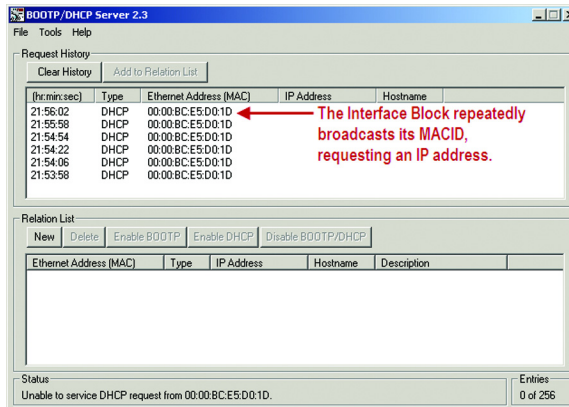 BOOTP/DHCP Server 2.3
File Tools Help
Request History
Clear History Add to Relation List
(hr:min:sec) Type Ethernet Address (MAC) IP Address Hostname
21:56:02 DHCP 00:00:BC:E5:D0:1D
21:55:58 DHCP 00:00:BC:E5:D0:1D
21:54:54 DHCP 00:00:BC:E5:D0:1D
21:54:22 DHCP 00:00:BC:E5:D0:1D
21:54:06 DHCP 00:00:BC:E5:D0:1D
21:53:58 DHCP 00:00:BC:E5:D0:1D
The Interface Block repeatedly
broadcasts its MACID,
requesting an IP address.
Relation List
New Delete Enable BOOTP Enable DHCP Disable BOOTP/DHCP
Ethernet Address (MAC) Type IP Address Hostname Description
Status
Unable to service DHCP request from 00:00:BC:E5:D0:1D.
Entries
0 of 256